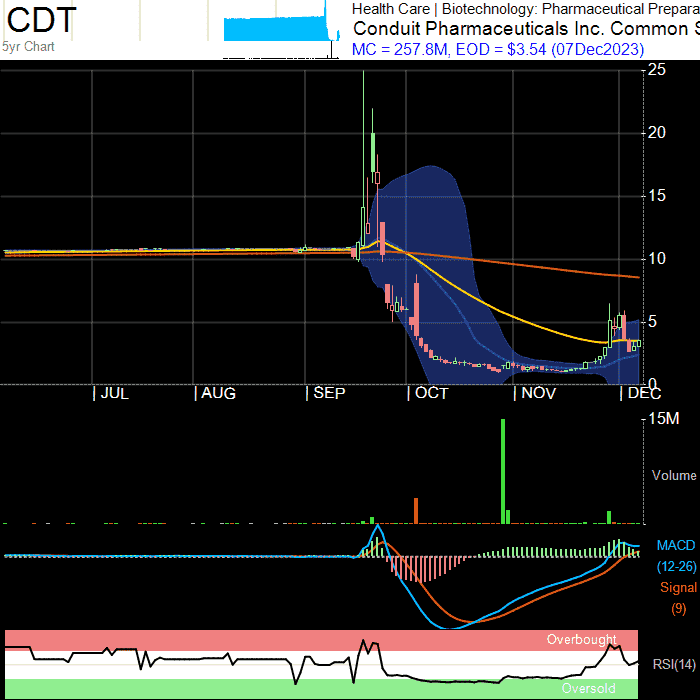 CDT
5yr Chart
Health Care | Biotechnology: Pharmaceutical Prepara
Conduit Pharmaceuticals Inc. Common S
MC = 257.8M, EOD = $3.54 (07Dec2023)
25
20
15
10
5
0
| JUL | AUG | SEP | OCT | NOV | DEC
15M
Volume
MACD
(12-26)
Signal
(9)
Overbought
RSI(14)
Oversold